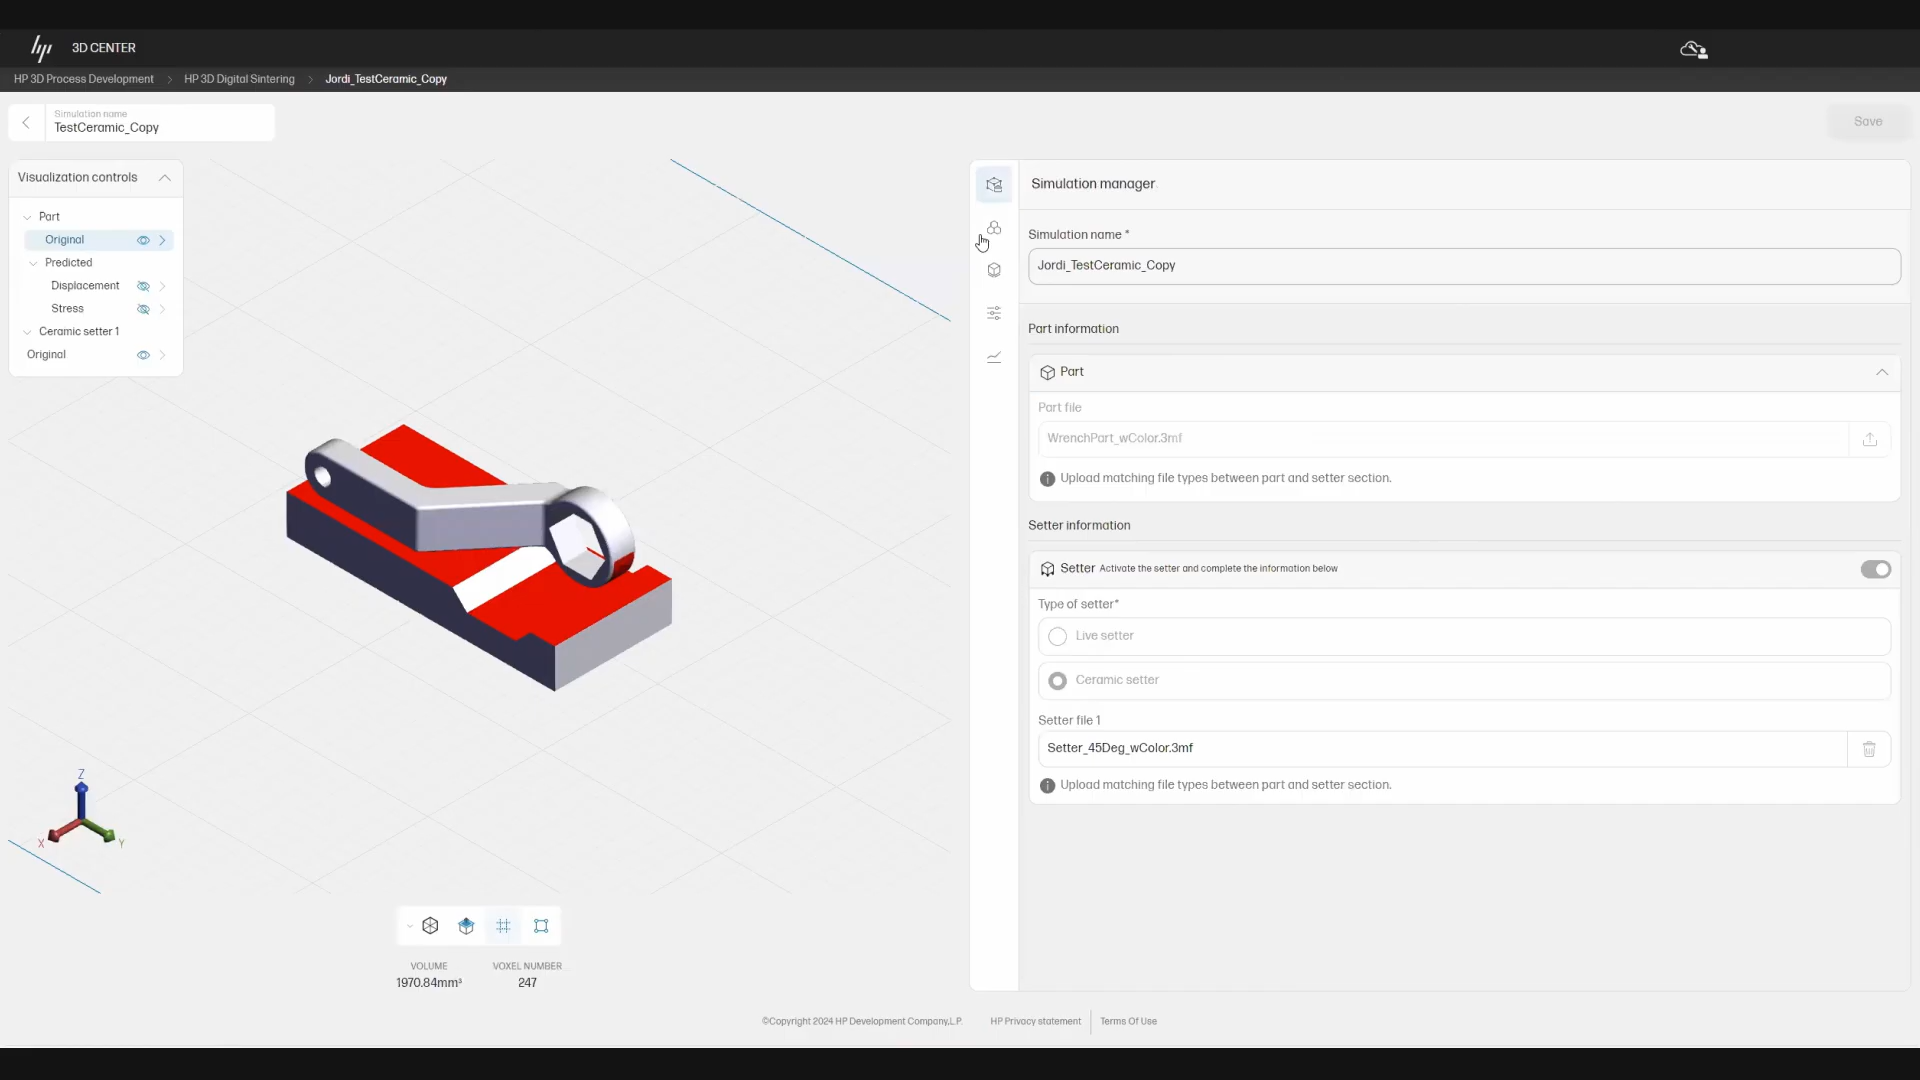 hp 3D CENTER
HP 3D Process Development > HP 3D Digital Sintering > Jordi_TestCeramic_Copy
Simulation name
TestCeramic_Copy
Save
Visualization controls
Part
Original
Predicted
Displacement
Stress
Ceramic setter 1
Original
Z
X
Y
VOLUME
1970.84mm³
VOXEL NUMBER
247
Simulation manager
Simulation name *
Jordi_TestCeramic_Copy
Part information
Part
Part file
WrenchPart_wColor.3mf
Upload matching file types between part and setter section.
Setter information
Setter Activate the setter and complete the information below
Type of setter*
Live setter
Ceramic setter
Setter file 1
Setter_45Deg_wColor.3mf
Upload matching file types between part and setter section.
©Copyright 2024 HP Development Company,L.P. HP Privacy statement Terms Of Use